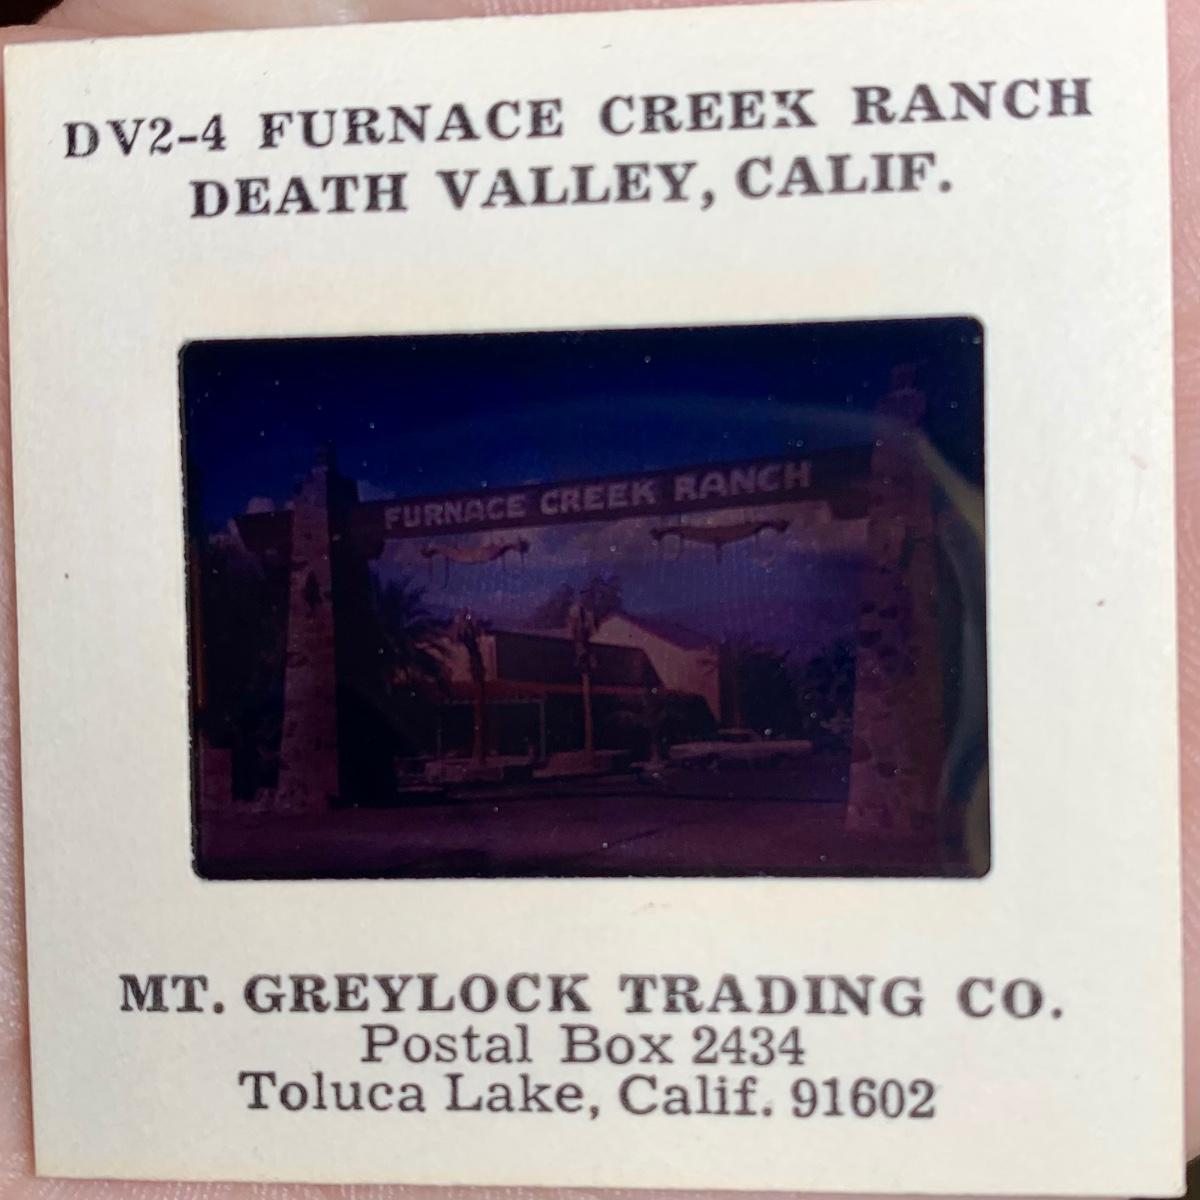 DV2-4 FURNACE CREEK RANCH
DEATH VALLEY, CALIF.
FURNACE CREEK RANCH
MT. GREYLOCK TRADING CO.
Postal Box 2434
Toluca Lake, Calif. 91602